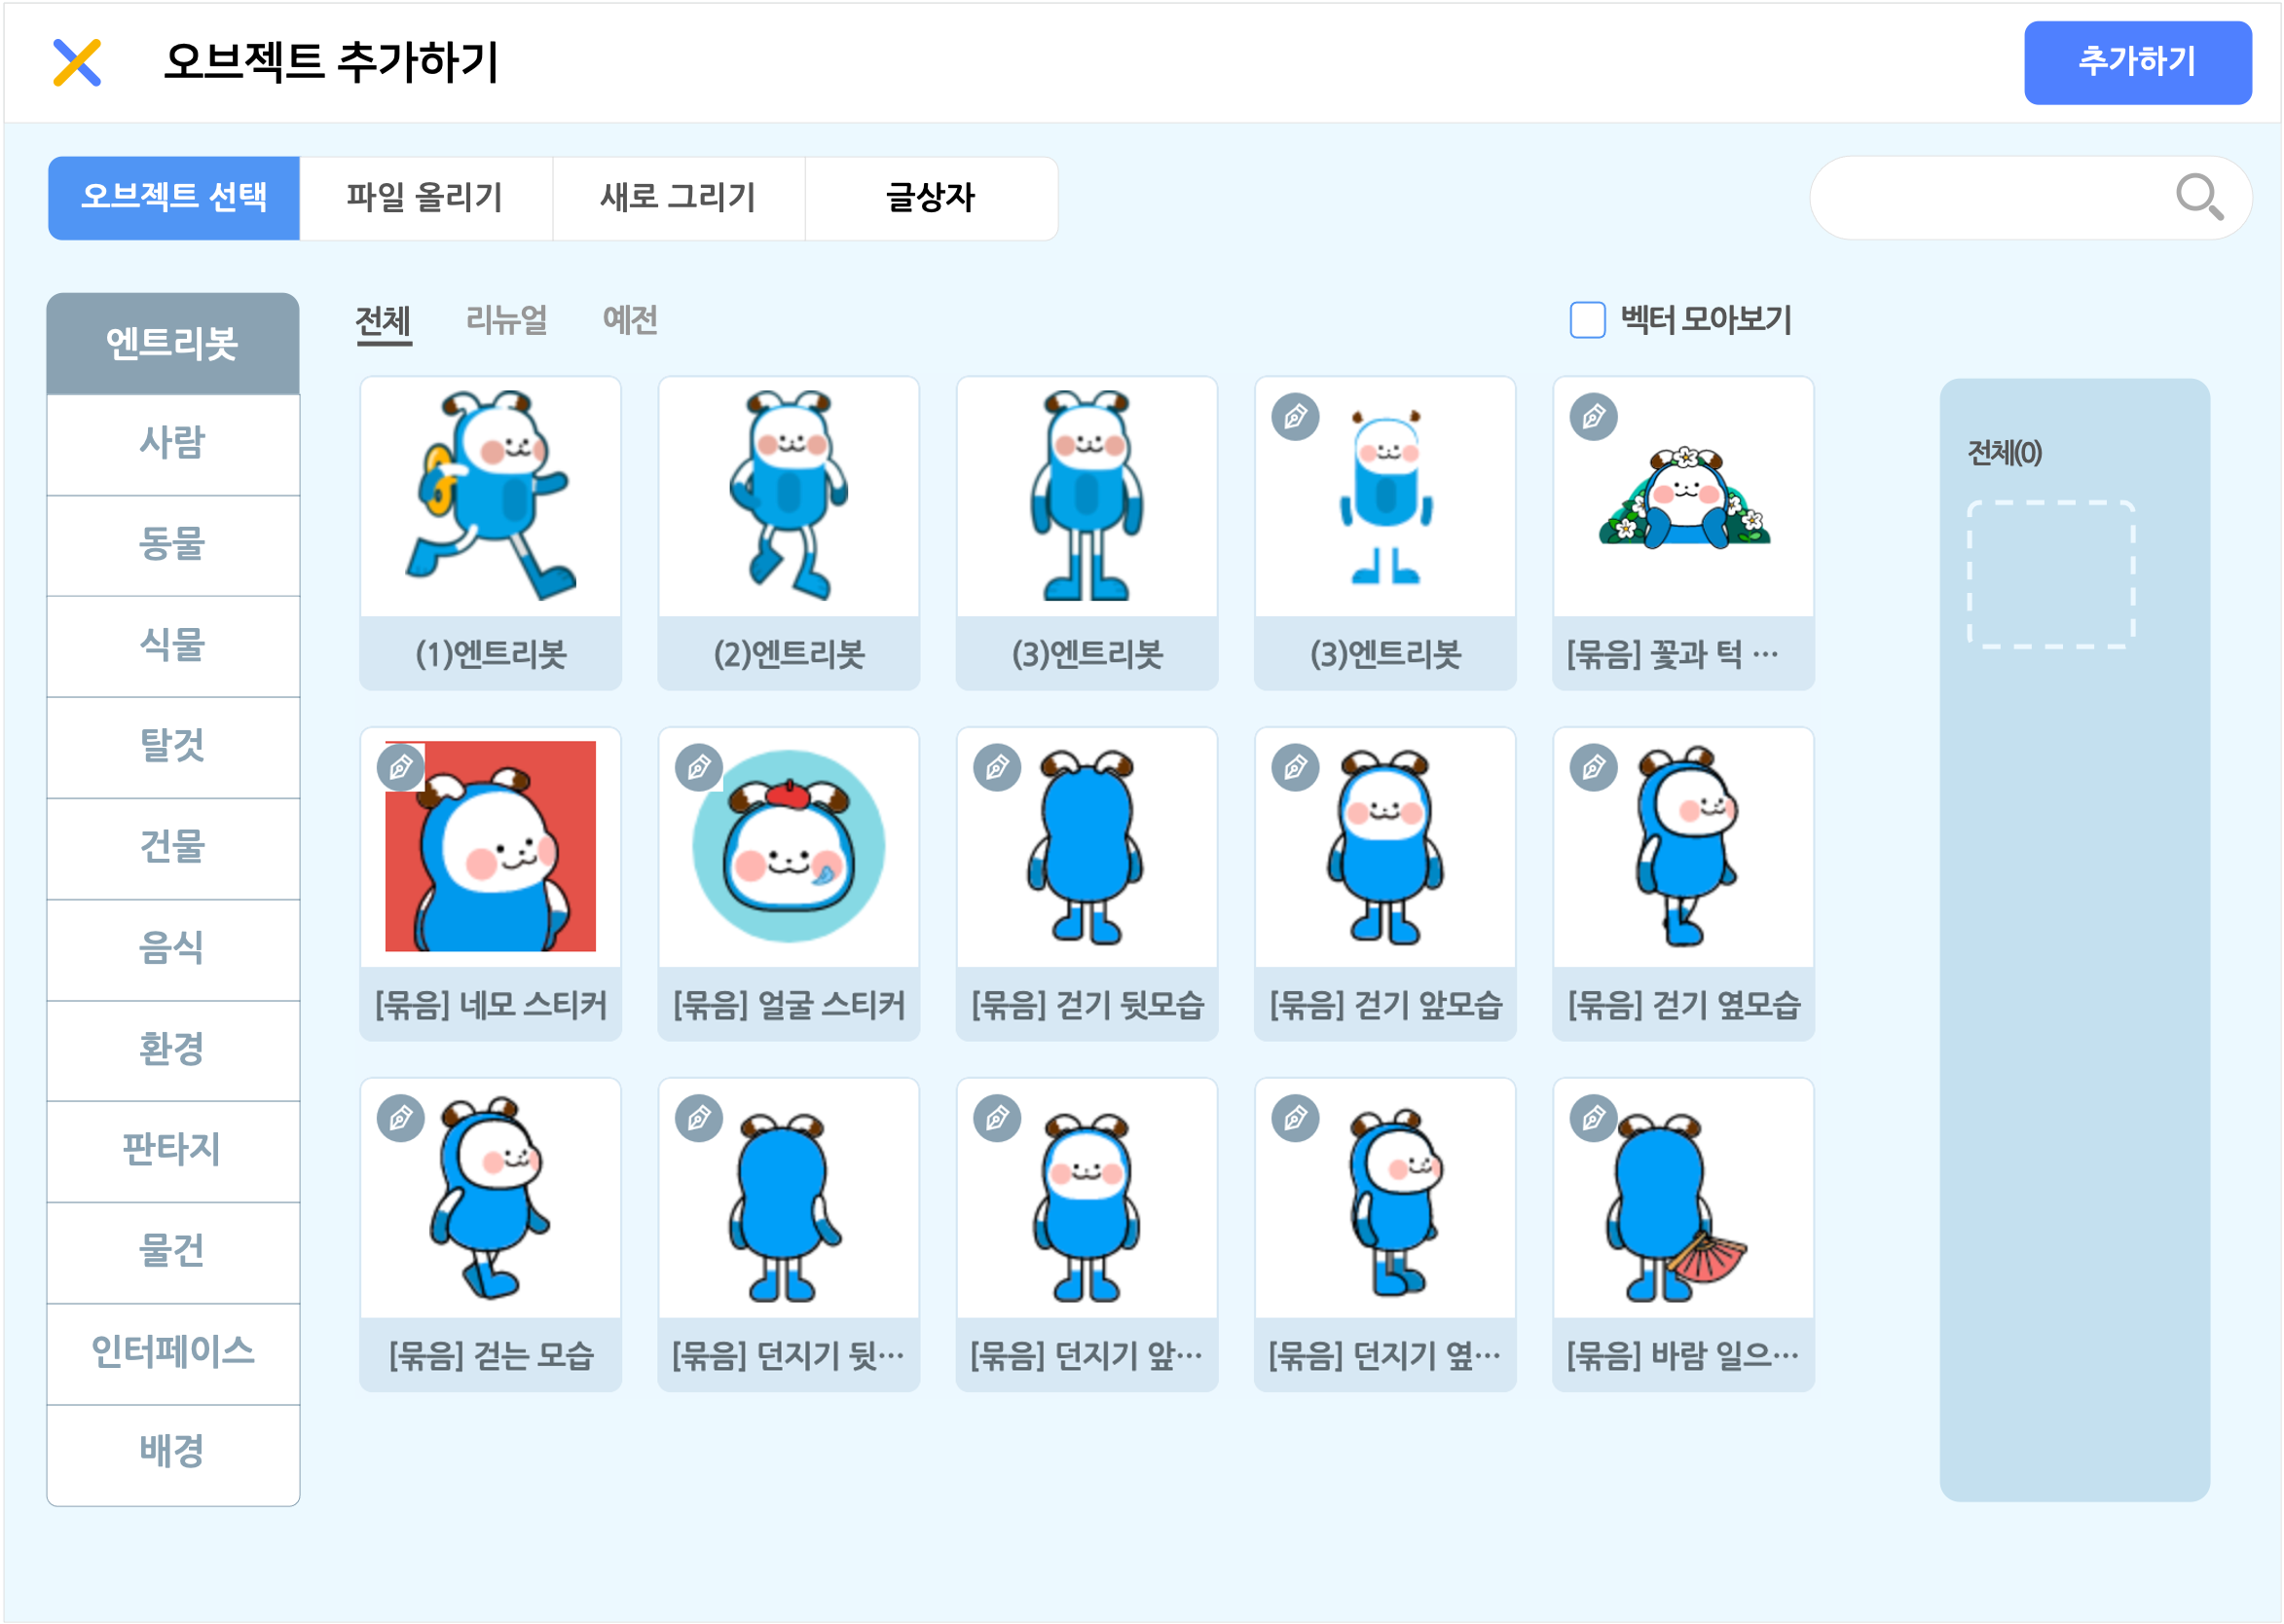 오브젝트 추가하기
추가하기
오브젝트 선택
파일 올리기
새로 그리기
글상자
엔트리봇
사람
동물
식물
탈것
건물
음식
환경
판타지
물건
인터페이스
배경
전체
리뉴얼
예전
벡터 모아보기
(1)엔트리봇
(2)엔트리봇
(3)엔트리봇
(3)엔트리봇
[묶음] 꽃과 턱 …
[묶음] 네모 스티커
[묶음] 얼굴 스티커
[묶음] 걷기 뒷모습
[묶음] 걷기 앞모습
[묶음] 걷기 옆모습
[묶음] 걷는 모습
[묶음] 던지기 뒷…
[묶음] 던지기 앞…
[묶음] 던지기 옆…
[묶음] 바람 일으…
전체(0)